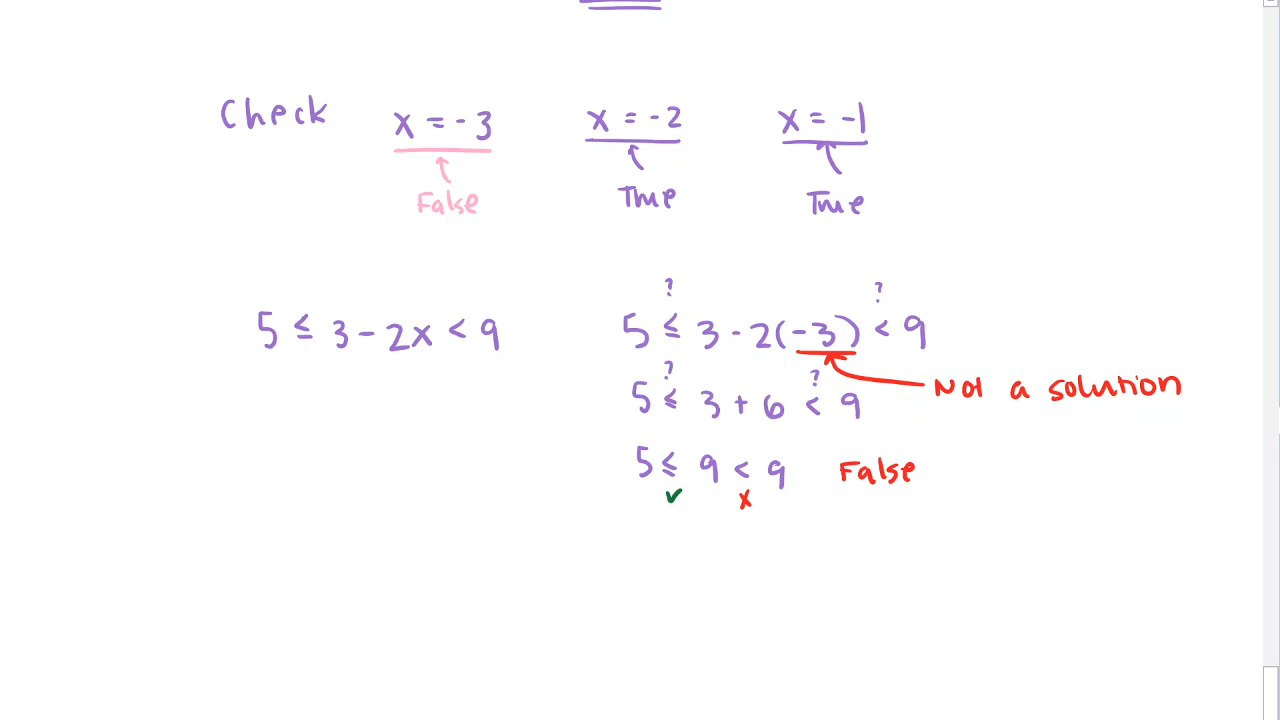 Check x = -3 x = -2 x = -1
False True True
? ?
5 ≤ 3 - 2x < 9 5 ≤ 3 - 2(-3) < 9
? ?
Not a solution
5 ≤ 3 + 6 < 9
5 ≤ 9 < 9 False
✓ x